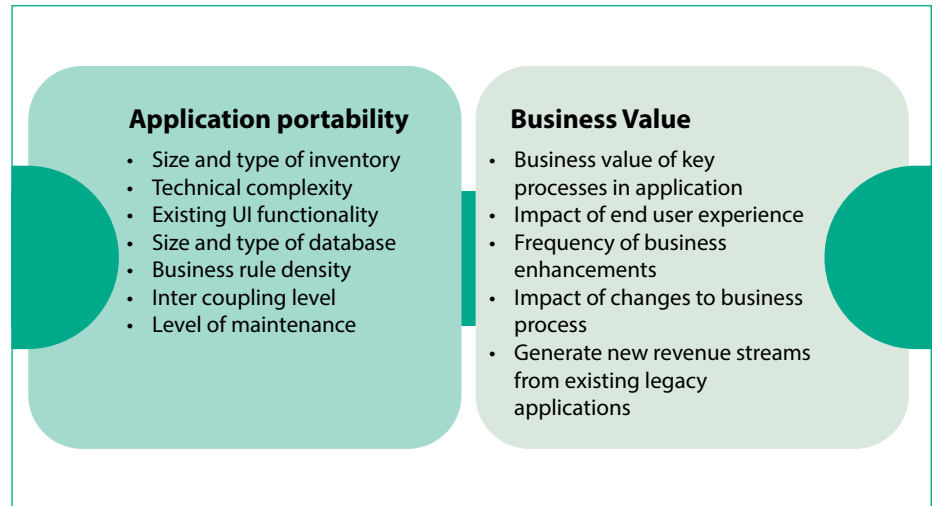 Application portability
• Size and type of inventory
• Technical complexity
• Existing UI functionality
• Size and type of database
• Business rule density
• Inter coupling level
• Level of maintenance
Business Value
• Business value of key
processes in application
• Impact of end user experience
• Frequency of business
enhancements
• Impact of changes to business
process
• Generate new revenue streams
from existing legacy
applications